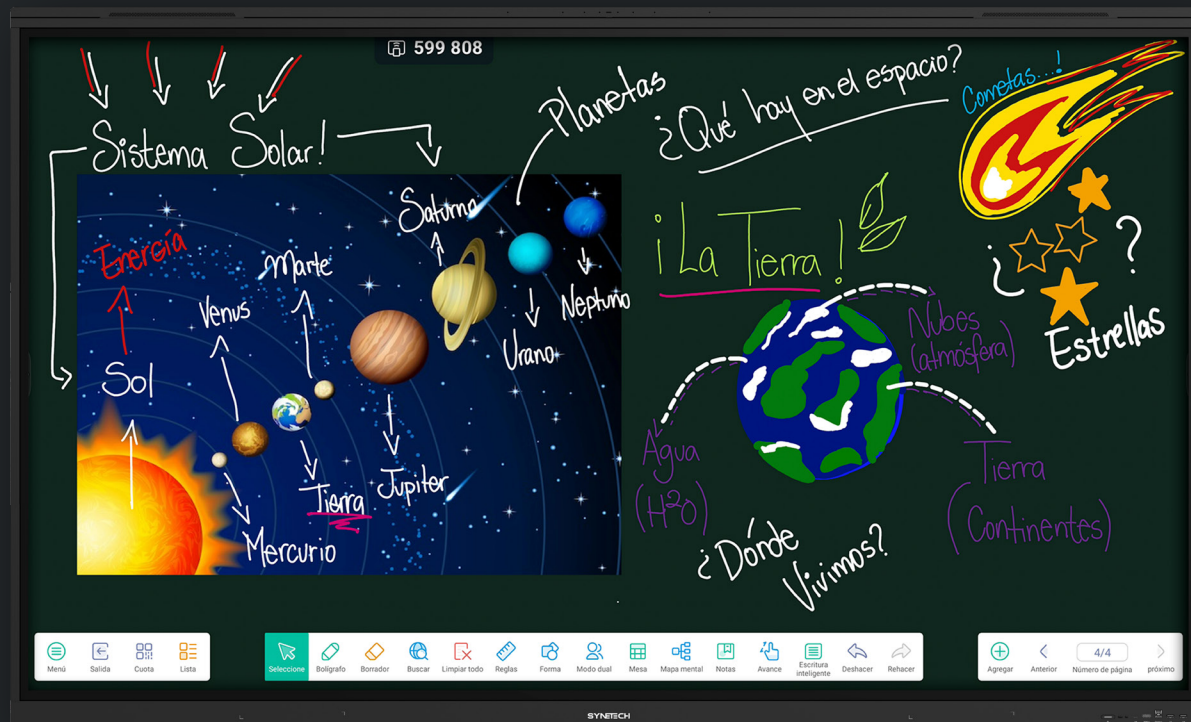 599 808
Sistema Solar!
Planetas
¿Qué hay en el espacio?
Cometas...!
Energía
Sol
Venus
Marte
Saturno
Neptuno
Urano
Jupiter
Tierra
Mercurio
¡La Tierra!
Nubes
(atmósfera)
¿ ?
Estrellas
Agua
(H²O)
Tierra
(Continentes)
¿Dónde
Vivimos?
Menú
Salida
Cuota
Lista
Seleccione
Bolígrafo
Borrador
Buscar
Limpiar todo
Reglas
Forma
Modo dual
Mesa
Mapa mental
Notas
Avance
Escritura
inteligente
Deshacer
Rehacer
Agregar
Anterior
4/4
Número de página
próximo
SYNETECH